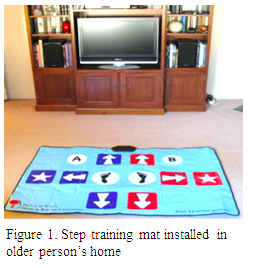 A B
Figure 1. Step training mat installed in
older person's home